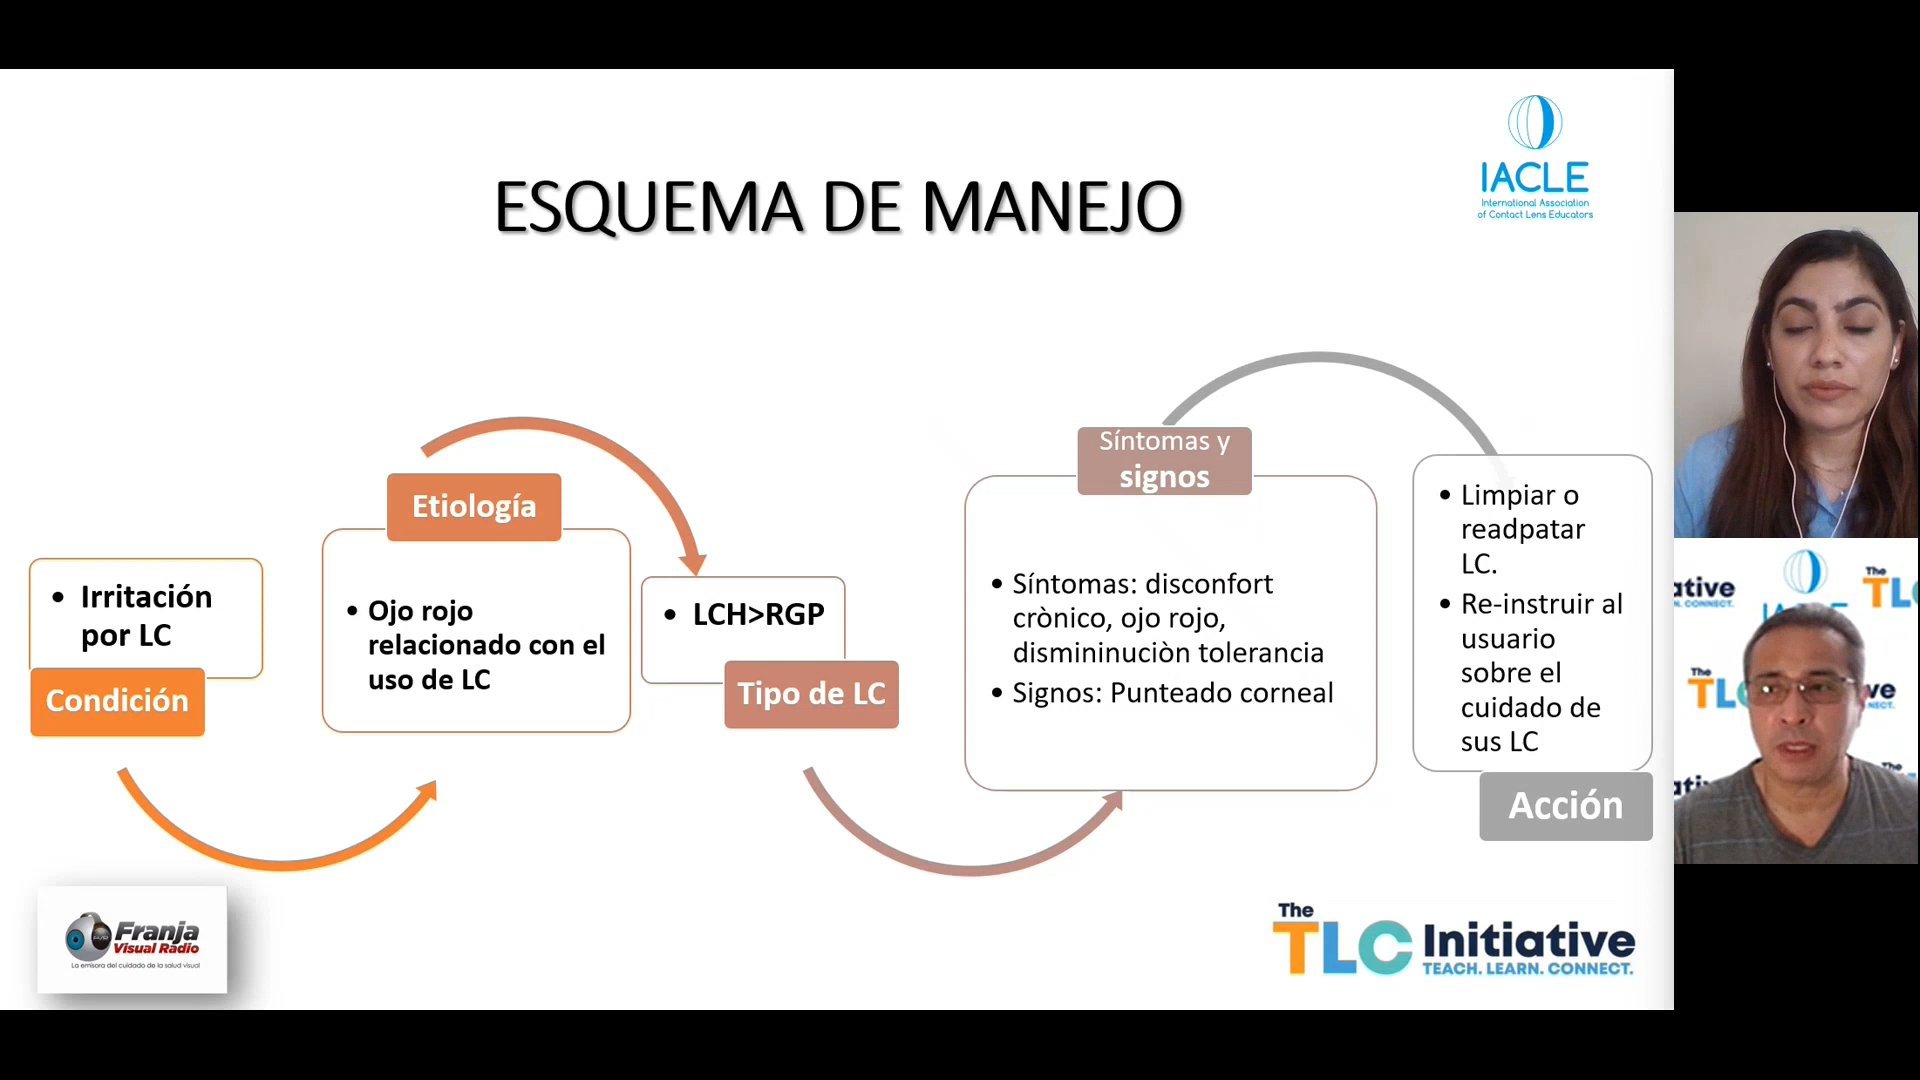 IACLE
International Association
of Contact Lens Educators
ESQUEMA DE MANEJO
• Irritación
por LC
Condición
Etiología
• Ojo rojo
relacionado con el
uso de LC
• LCH>RGP
Tipo de LC
Síntomas y
signos
• Síntomas: disconfort
crònico, ojo rojo,
dismininuciòn tolerancia
• Signos: Punteado corneal
• Limpiar o
readpatar
LC.
• Re-instruir al
usuario
sobre el
cuidado de
sus LC
Acción
Franja
Visual Radio
La emisora del cuidado de la salud visual
The
TLC Initiative
TEACH. LEARN. CONNECT.
The
TL